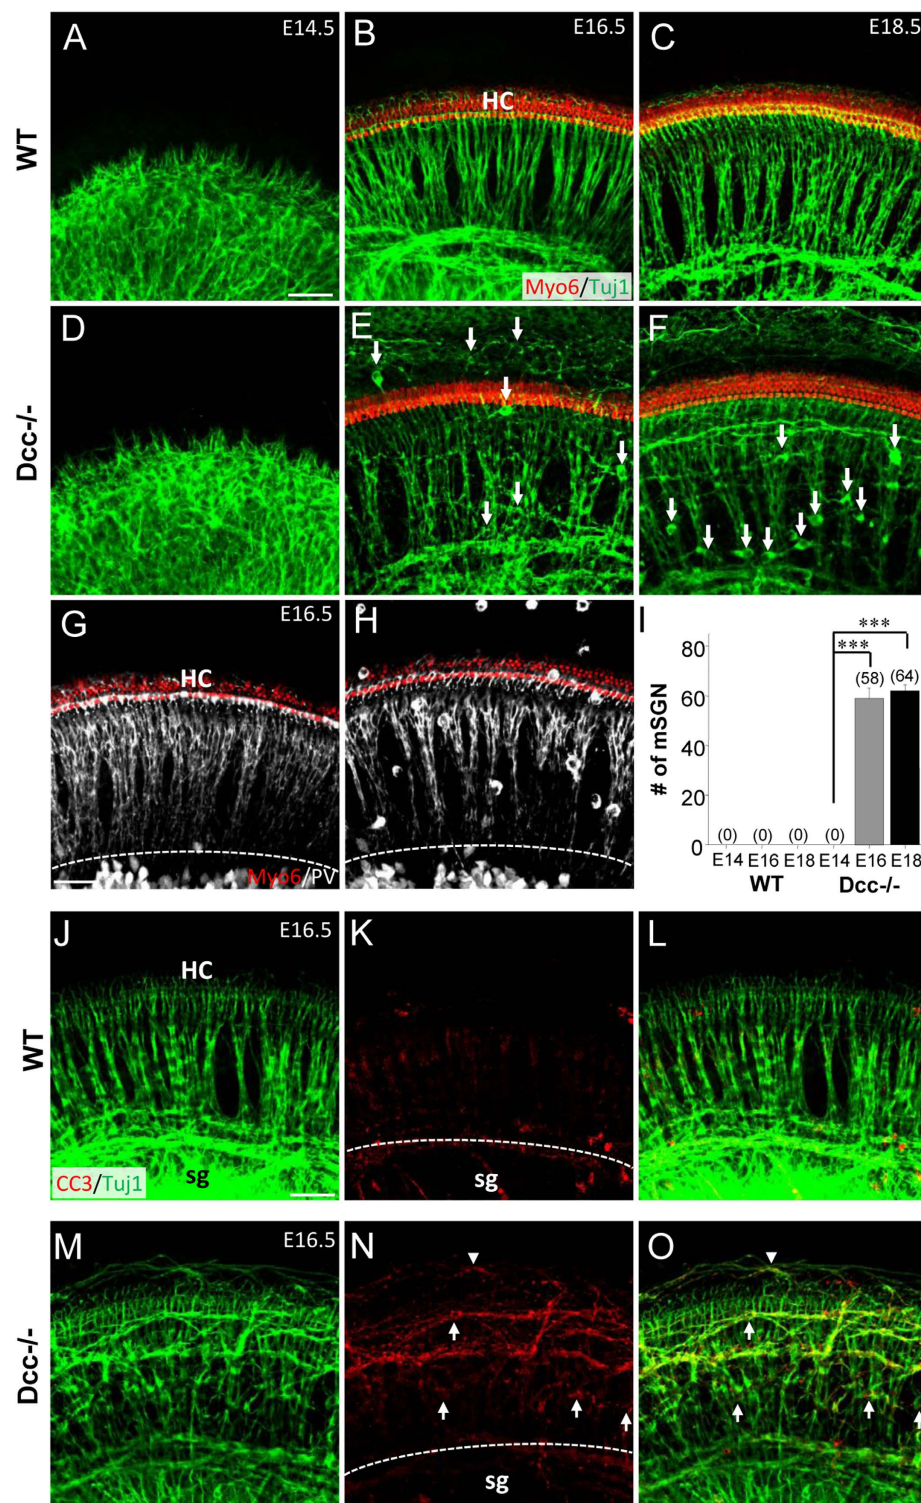 A E14.5
B E16.5
C E18.5
WT
HC
Myo6/Tuj1
D
E
F
Dcc-/-
G E16.5
H
I
HC
Myo6/PV
***
***
80
60
40
20
0
# of mSGN
(0) (0) (0) (0) (58) (64)
E14 E16 E18 E14 E16 E18
WT Dcc-/-
J E16.5
K
L
WT
HC
CC3/Tuj1
sg
sg
M E16.5
N
O
Dcc-/-
sg